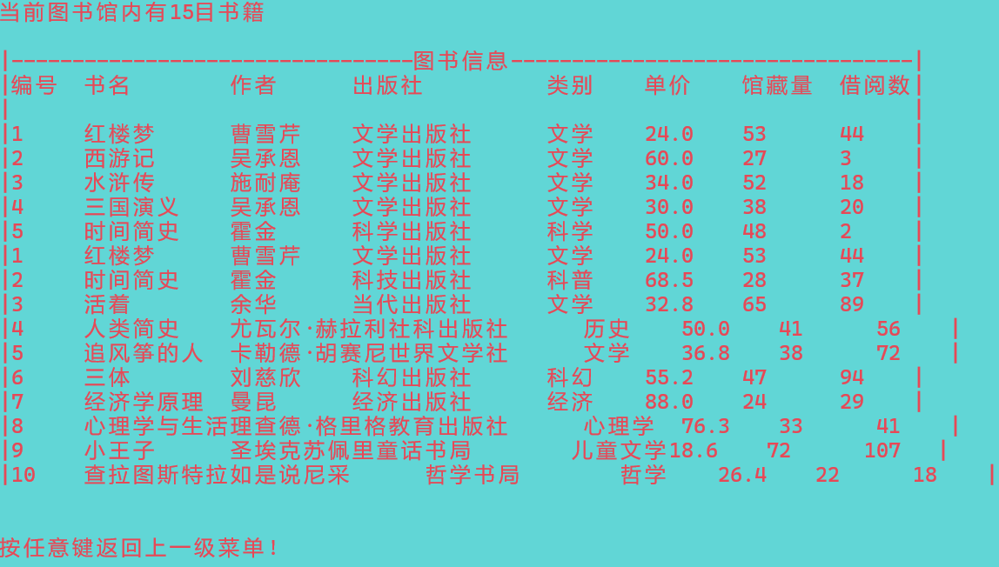 当前图书馆内有15目书籍
|---------------------------------图书信息---------------------------------|
|编号  书名        作者      出版社          类别    单价    馆藏量  借阅数|
|                                                                          |
|1     红楼梦      曹雪芹    文学出版社      文学    24.0    53      44    |
|2     西游记      吴承恩    文学出版社      文学    60.0    27      3     |
|3     水浒传      施耐庵    文学出版社      文学    34.0    52      18    |
|4     三国演义    吴承恩    文学出版社      文学    30.0    38      20    |
|5     时间简史    霍金      科学出版社      科学    50.0    48      2     |
|1     红楼梦      曹雪芹    文学出版社      文学    24.0    53      44    |
|2     时间简史    霍金      科技出版社      科普    68.5    28      37    |
|3     活着        余华      当代出版社      文学    32.8    65      89    |
|4     人类简史    尤瓦尔·赫拉利社科出版社      历史    50.0    41      56    |
|5     追风筝的人  卡勒德·胡赛尼世界文学社      文学    36.8    38      72    |
|6     三体        刘慈欣    科幻出版社      科幻    55.2    47      94    |
|7     经济学原理  曼昆      经济出版社      经济    88.0    24      29    |
|8     心理学与生活理查德·格里格教育出版社      心理学  76.3    33      41    |
|9     小王子      圣埃克苏佩里童话书局        儿童文学18.6    72      107   |
|10    查拉图斯特拉如是说尼采      哲学书局        哲学    26.4    22      18    |
按任意键返回上一级菜单!